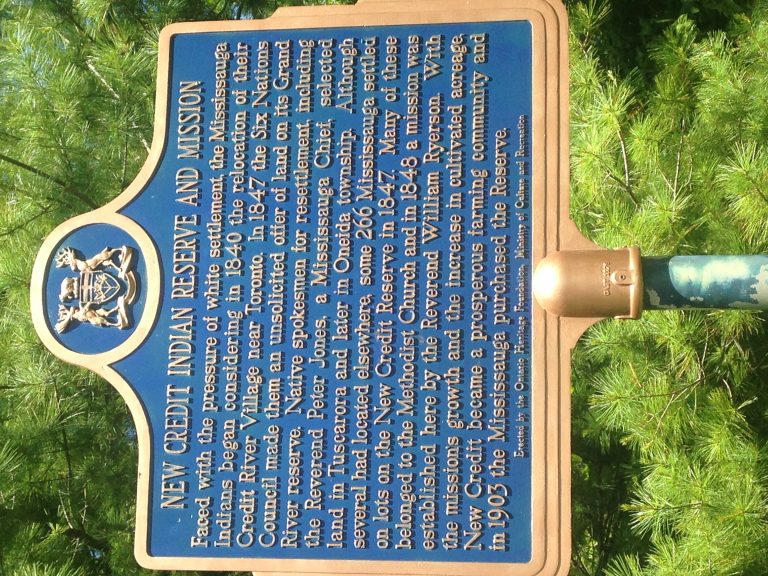 NEW CREDIT INDIAN RESERVE AND MISSION
Faced with the pressure of white settlement, the Mississauga
Indians began considering in 1840 the relocation of their
Credit River Village near Toronto. In 1847 the Six Nations
Council made them an unsolicited offer of land on its Grand
River reserve. Native spokesmen for resettlement, including
the Reverend Peter Jones, a Mississauga Chief, selected
land in Tuscarora and later in Oneida township. Although
several had located elsewhere, some 266 Mississauga settled
on lots on the New Credit Reserve in 1847. Many of these
belonged to the Methodist Church and in 1848 a mission was
established here by the Reverend William Ryerson. With
the missions growth and the increase in cultivated acreage,
New Credit became a prosperous farming community and
in 1903 the Mississauga purchased the Reserve.
Erected by the Ontario Heritage Foundation, Ministry of Culture and Recreation